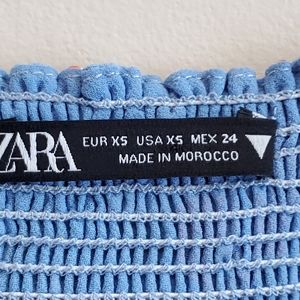 ZARA
EUR XS USA XS MEX 24
MADE IN MOROCCO